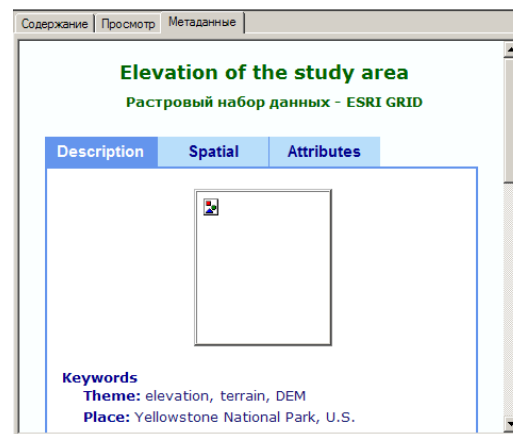 Содержание Просмотр Метаданные
Elevation of the study area
Растровый набор данных - ESRI GRID
Description Spatial Attributes
Keywords
Theme: elevation, terrain, DEM
Place: Yellowstone National Park, U.S.